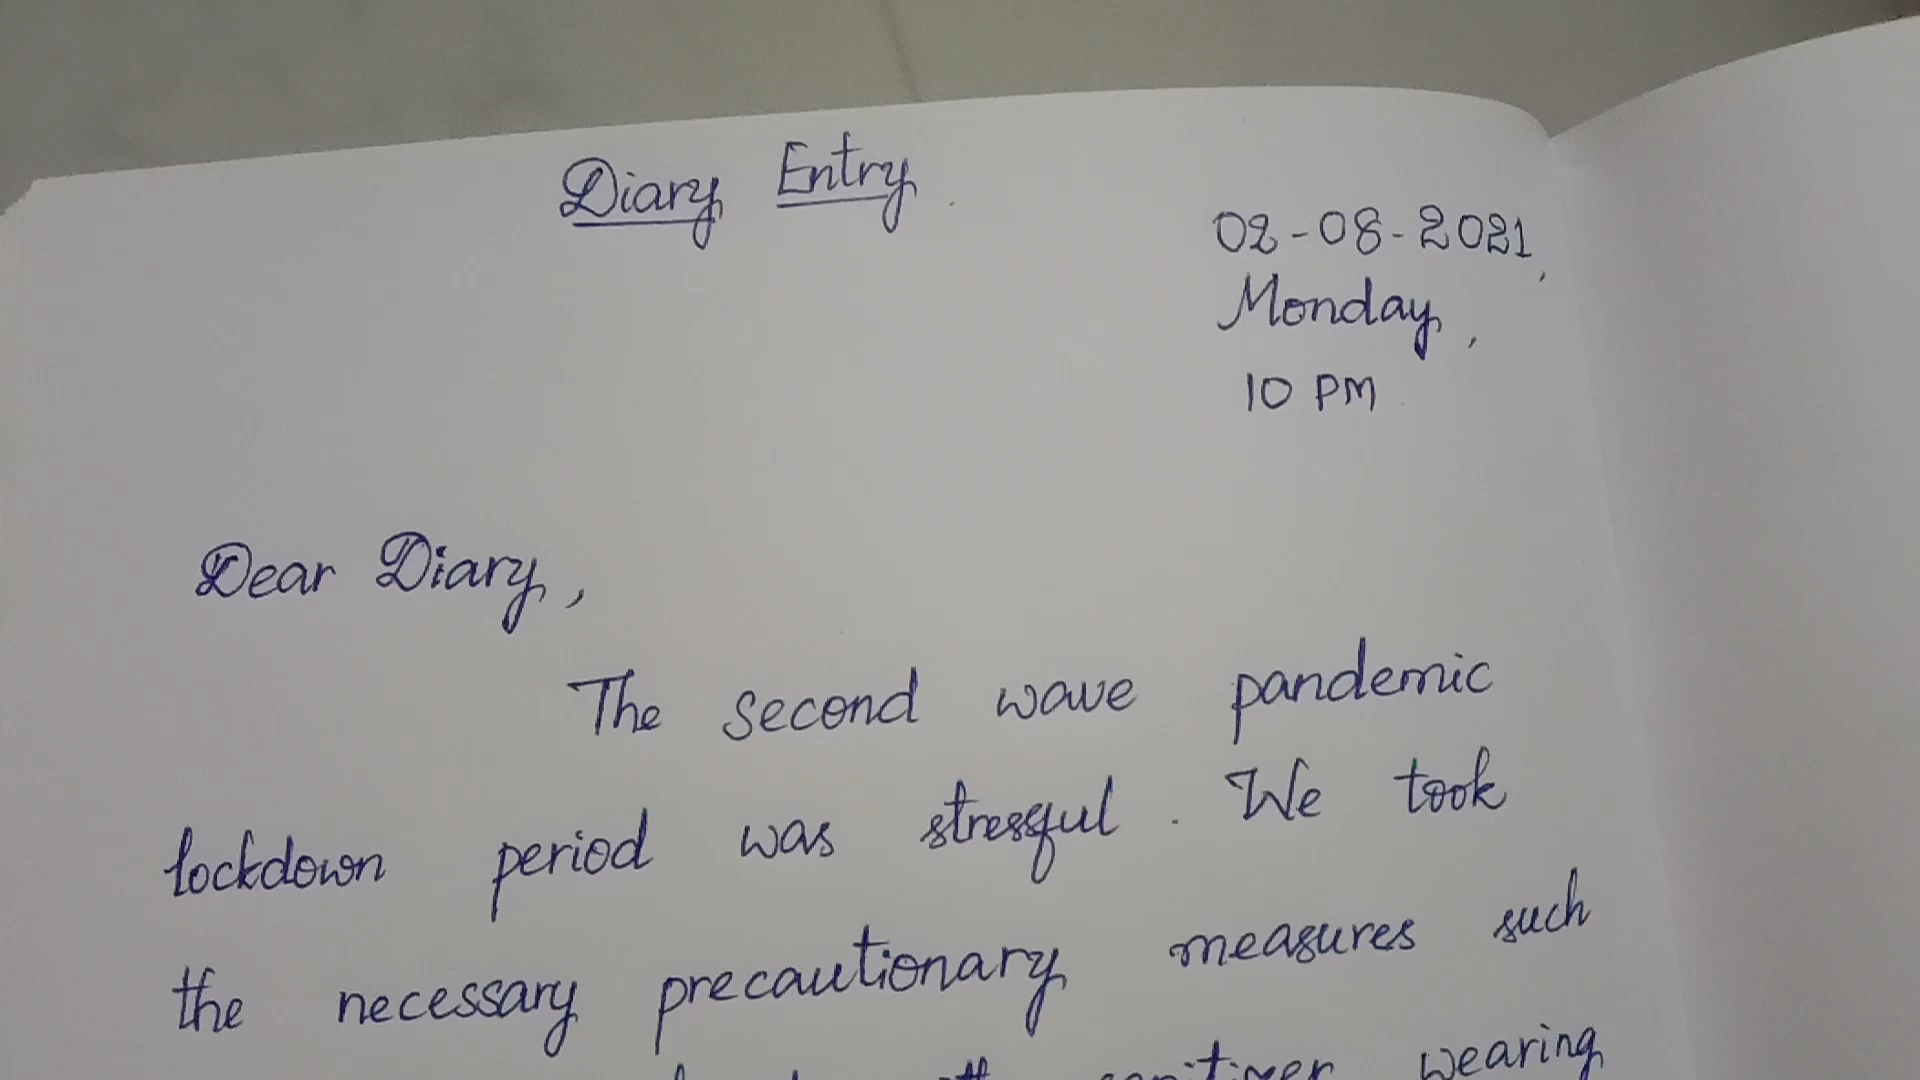 Diary Entry
02-08-2021,
Monday,
10 PM
Dear Diary,
The second wave pandemic
lockdown period was stressful. We took
the necessary precautionary measures such
sanitizer wearing